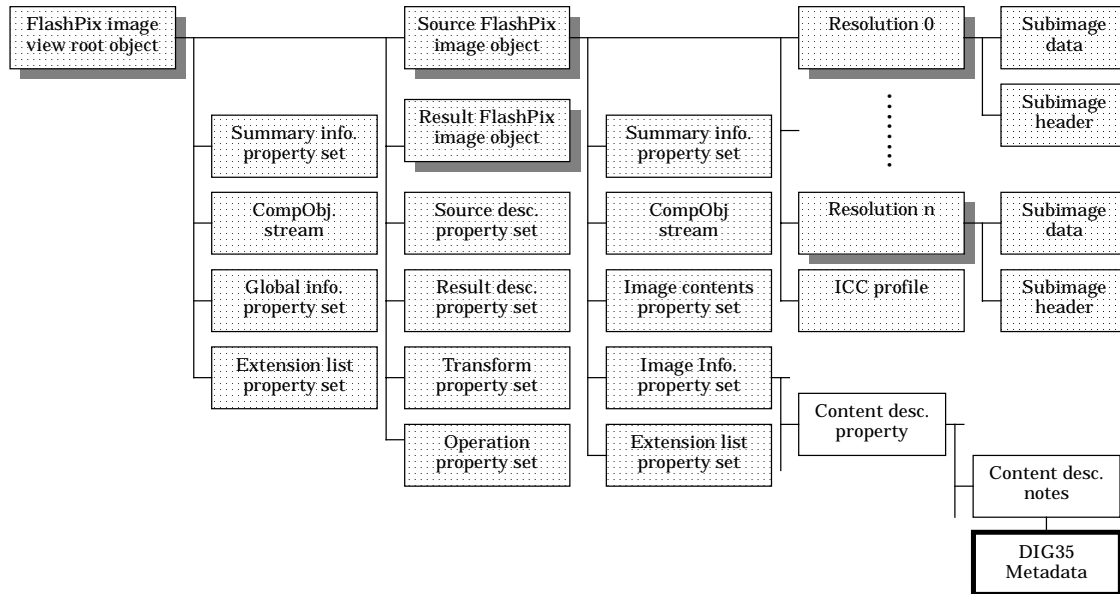 FlashPix image
view root object
Source FlashPix
image object
Resolution 0
Subimage
data
Subimage
header
Result FlashPix
image object
Summary info.
property set
Summary info.
property set
CompObj.
stream
Source desc.
property set
CompObj
stream
Resolution n
Subimage
data
Global info.
property set
Result desc.
property set
Image contents
property set
ICC profile
Subimage
header
Extension list
property set
Transform
property set
Image Info.
property set
Content desc.
property
Operation
property set
Extension list
property set
Content desc.
notes
DIG35
Metadata